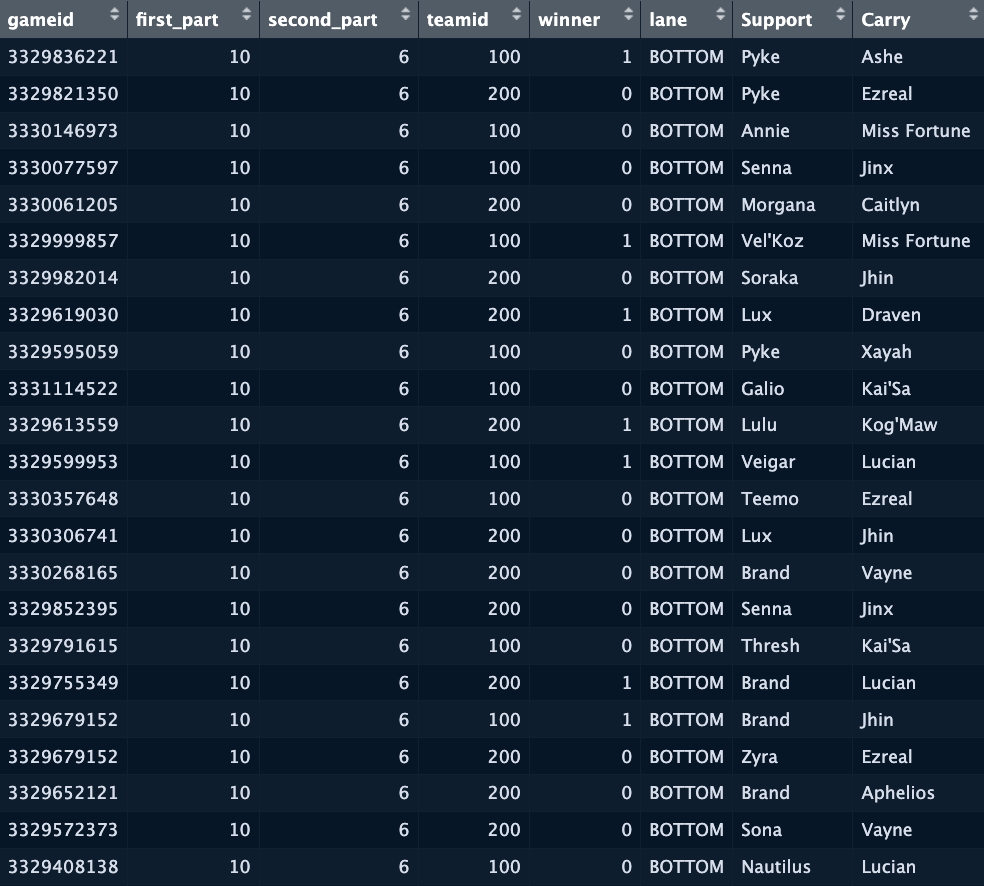 gameid first_part second_part teamid winner lane Support Carry
3329836221 10 6 100 1 BOTTOM Pyke Ashe
3329821350 10 6 200 0 BOTTOM Pyke Ezreal
3330146973 10 6 100 0 BOTTOM Annie Miss Fortune
3330077597 10 6 100 0 BOTTOM Senna Jinx
3330061205 10 6 200 0 BOTTOM Morgana Caitlyn
3329999857 10 6 100 1 BOTTOM Vel'Koz Miss Fortune
3329982014 10 6 200 0 BOTTOM Soraka Jhin
3329619030 10 6 200 1 BOTTOM Lux Draven
3329595059 10 6 100 0 BOTTOM Pyke Xayah
3331114522 10 6 100 0 BOTTOM Galio Kai'Sa
3329613559 10 6 200 1 BOTTOM Lulu Kog'Maw
3329599953 10 6 100 1 BOTTOM Veigar Lucian
3330357648 10 6 100 0 BOTTOM Teemo Ezreal
3330306741 10 6 200 0 BOTTOM Lux Jhin
3330268165 10 6 200 0 BOTTOM Brand Vayne
3329852395 10 6 200 0 BOTTOM Senna Jinx
3329791615 10 6 100 0 BOTTOM Thresh Kai'Sa
3329755349 10 6 200 1 BOTTOM Brand Lucian
3329679152 10 6 100 1 BOTTOM Brand Jhin
3329679152 10 6 200 0 BOTTOM Zyra Ezreal
3329652121 10 6 200 0 BOTTOM Brand Aphelios
3329572373 10 6 200 0 BOTTOM Sona Vayne
3329408138 10 6 100 0 BOTTOM Nautilus Lucian